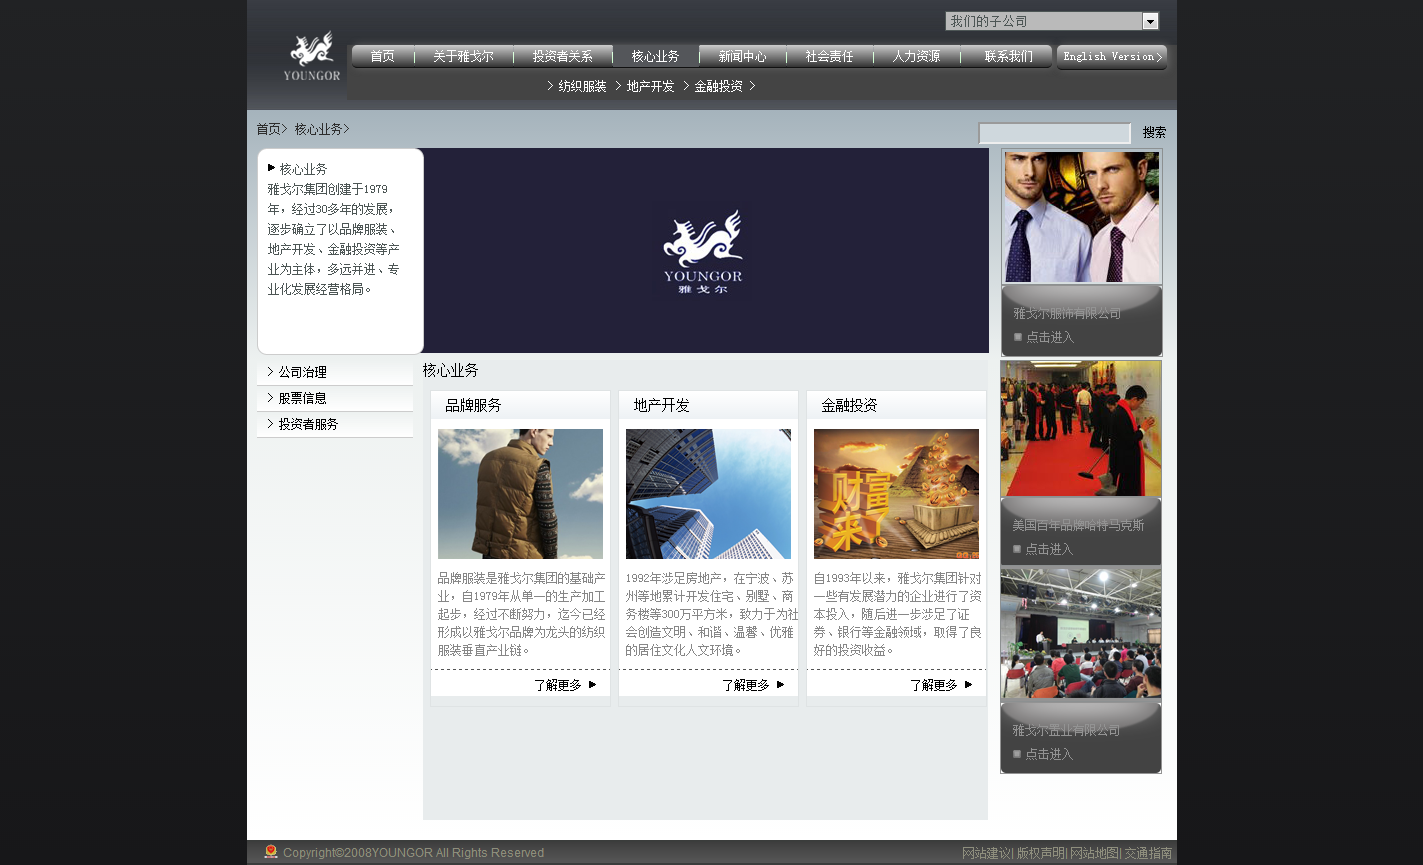 我们的子公司
YOUNGOR
首页 关于雅戈尔 投资者关系 核心业务 新闻中心 社会责任 人力资源 联系我们 English Version
纺织服装 地产开发 金融投资
首页 核心业务
搜索
核心业务
雅戈尔集团创建于1979
年，经过30多年的发展，
逐步确立了以品牌服装、
地产开发、金融投资等产
业为主体，多远并进、专
业化发展经营格局。
YOUNGOR
雅戈尔
雅戈尔服饰有限公司
点击进入
公司治理
股票信息
投资者服务
核心业务
品牌服务
品牌服装是雅戈尔集团的基础产
业，自1979年从单一的生产加工
起步，经过不断努力，迄今已经
形成以雅戈尔品牌为龙头的纺织
服装垂直产业链。
了解更多
地产开发
1992年涉足房地产，在宁波、苏
州等地累计开发住宅、别墅、商
务楼等300万平方米，致力于为社
会创造文明、和谐、温馨、优雅
的居住文化人文环境。
了解更多
金融投资
财富
来！
自1993年以来，雅戈尔集团针对
一些有发展潜力的企业进行了资
本投入，随后进一步涉足了证
券、银行等金融领域，取得了良
好的投资收益。
了解更多
美国百年品牌哈特马克斯
点击进入
雅戈尔置业有限公司
点击进入
Copyright©2008YOUNGOR All Rights Reserved
网站建议| 版权声明| 网站地图| 交通指南